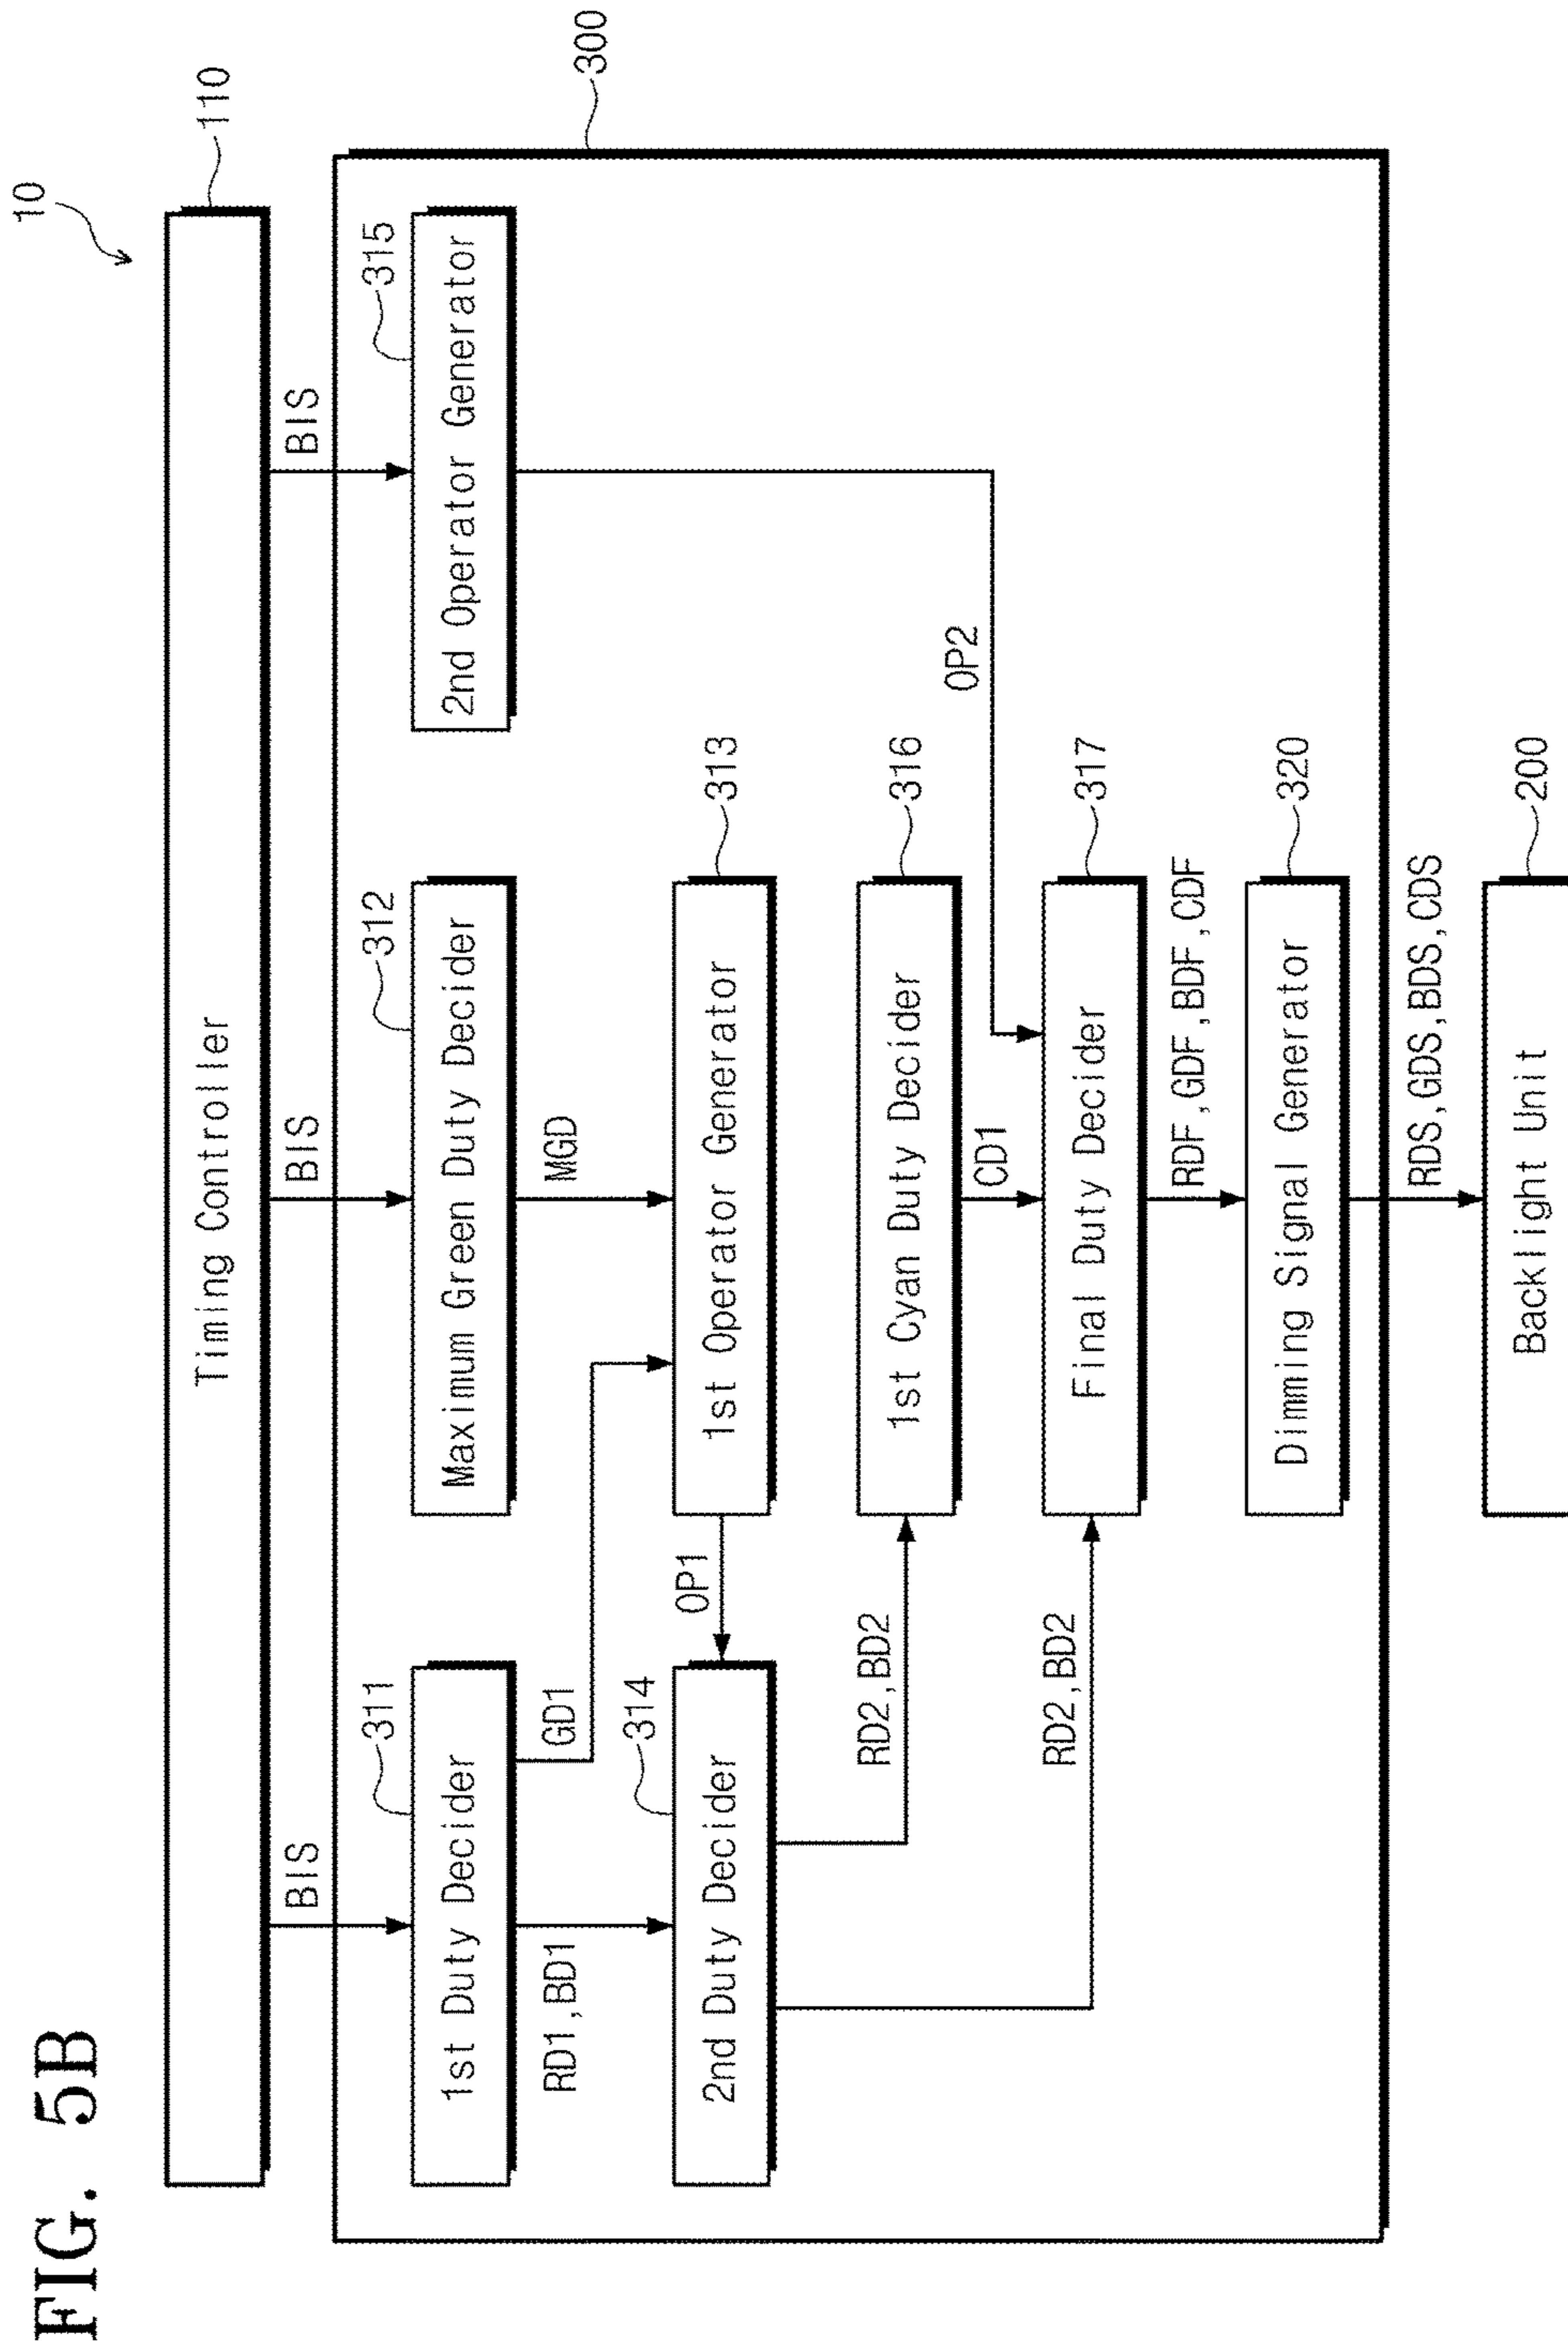 FIG. 5B
10
110
Timing Controller
BIS
BIS
BIS
300
311
312
315
1st Duty Decider
Maximum Green Duty Decider
2nd Operator Generator
RD1,BD1
GD1
MGD
314
313
2nd Duty Decider
OP1
1st Operator Generator
RD2,BD2
316
1st Cyan Duty Decider
OP2
CD1
RD2,BD2
317
Final Duty Decider
RDF,GDF,BDF,CDF
320
Dimming Signal Generator
RDS,GDS,BDS,CDS
200
Backlight Unit